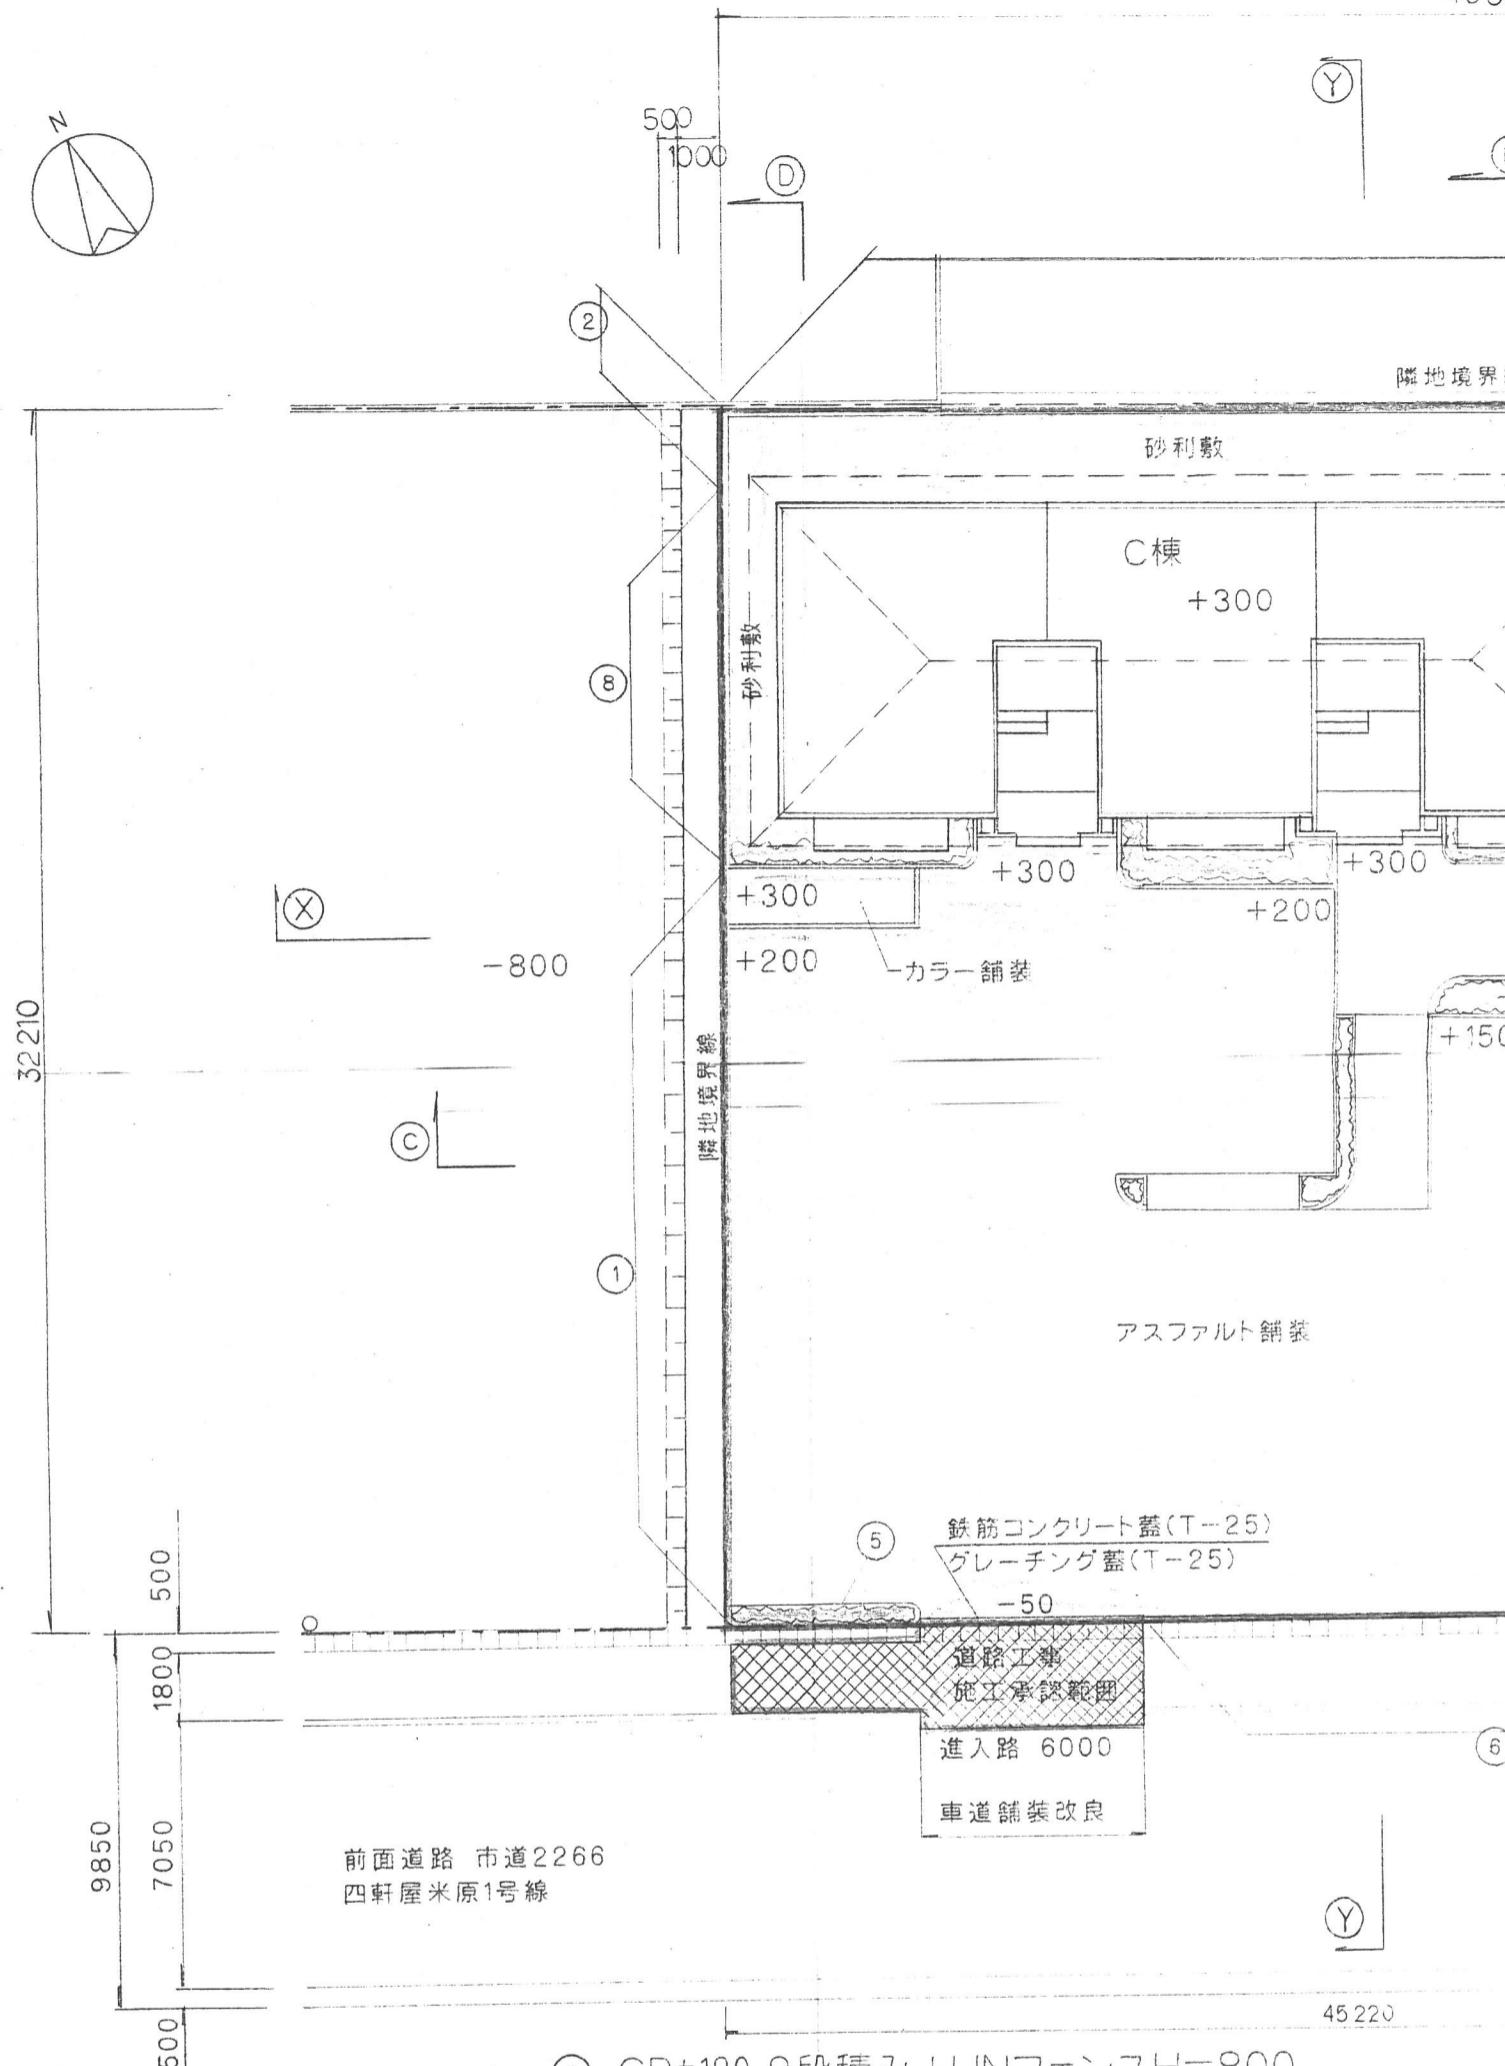 N
500
1000
D
Y
2
隣地境界
砂利敷
C棟
+300
砂利敷
8
+300
+300
+300
+200
X
-800
+200
カラー舗装
+150
32210
隣地境界線
C
1
アスファルト舗装
5
鉄筋コンクリート蓋(T-25)
グレーチング蓋(T-25)
-50
500
道路工事
施工承認範囲
1800
進入路 6000
6
車道舗装改良
9850
7050
前面道路 市道2266
四軒屋米原1号線
Y
45220